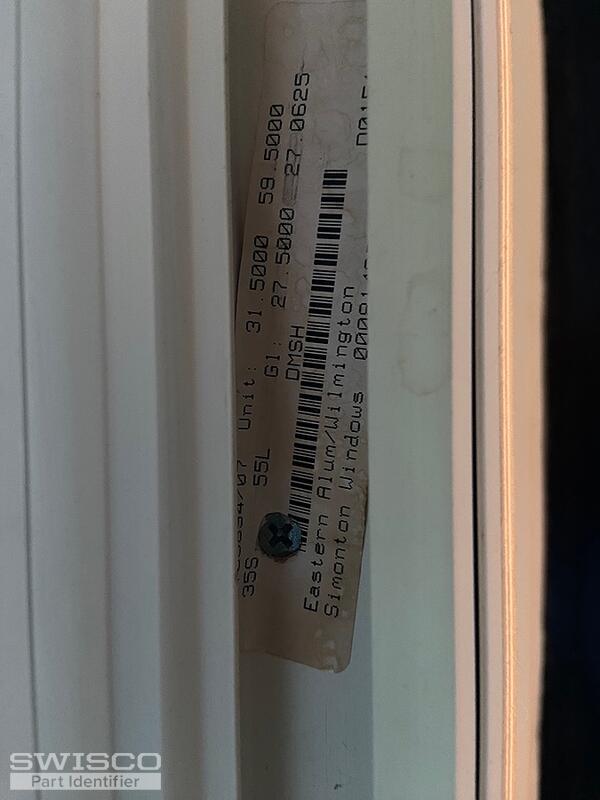 Unit: 31.5000 59.5000
35S 55L Gl: 27.5000 27.0625
DMSH
Eastern Alum/Wilmington
Simonton Windows
SWISCO
Part Identifier